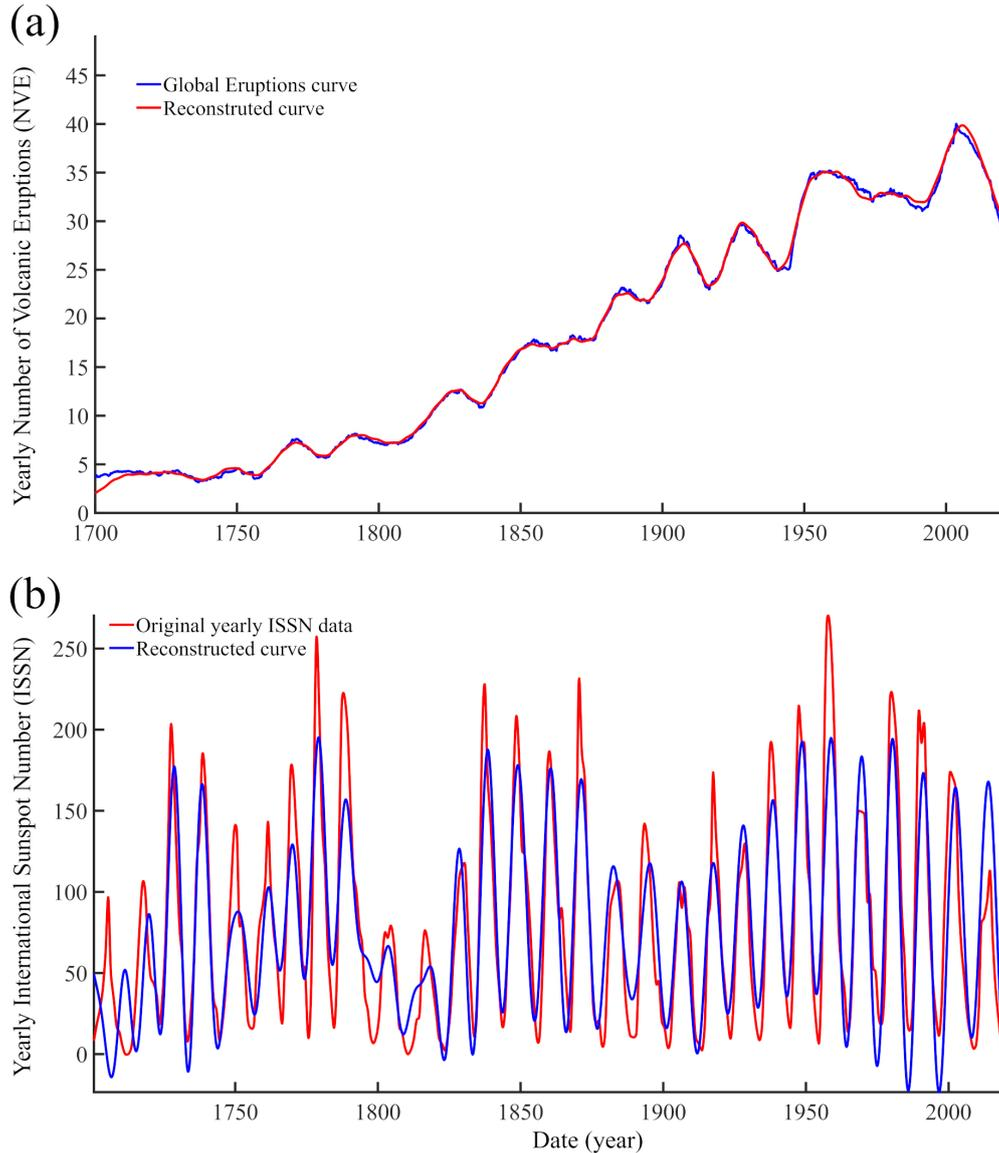 (a)
Yearly Number of Volcanic Eruptions (NVE)
45
40
35
30
25
20
15
10
5
0
Global Eruptions curve
Reconstruted curve
1700 1750 1800 1850 1900 1950 2000
(b)
Yearly International Sunspot Number (ISSN)
250
200
150
100
50
0
Original yearly ISSN data
Reconstructed curve
1750 1800 1850 1900 1950 2000
Date (year)